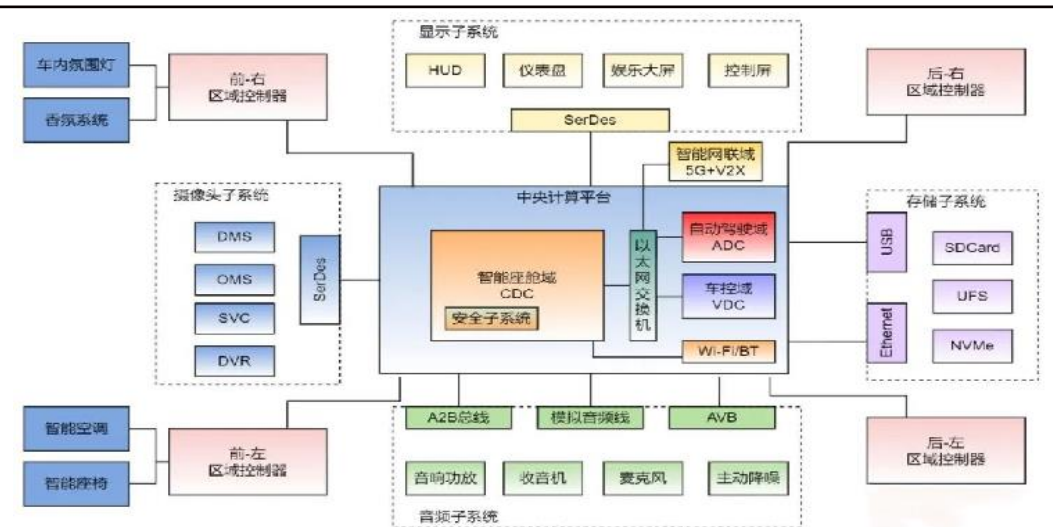 显示子系统
HUD
仪表盘
娱乐大屏
控制屏
SerDes
车内氛围灯
香氛系统
前-右
区域控制器
后-右
区域控制器
智能网联域
5G+V2X
摄像头子系统
DMS
OMS
SVC
DVR
SerDes
中央计算平台
智能座舱域
CDC
安全子系统
以太网交换机
自动驾驶域
ADC
车控域
VDC
Wi-Fi/BT
存储子系统
USB
Ethernet
SDCard
UFS
NVMe
智能空调
智能座椅
前-左
区域控制器
A2B总线
模拟音频线
AVB
音响功放
收音机
麦克风
主动降噪
音频子系统
后-左
区域控制器